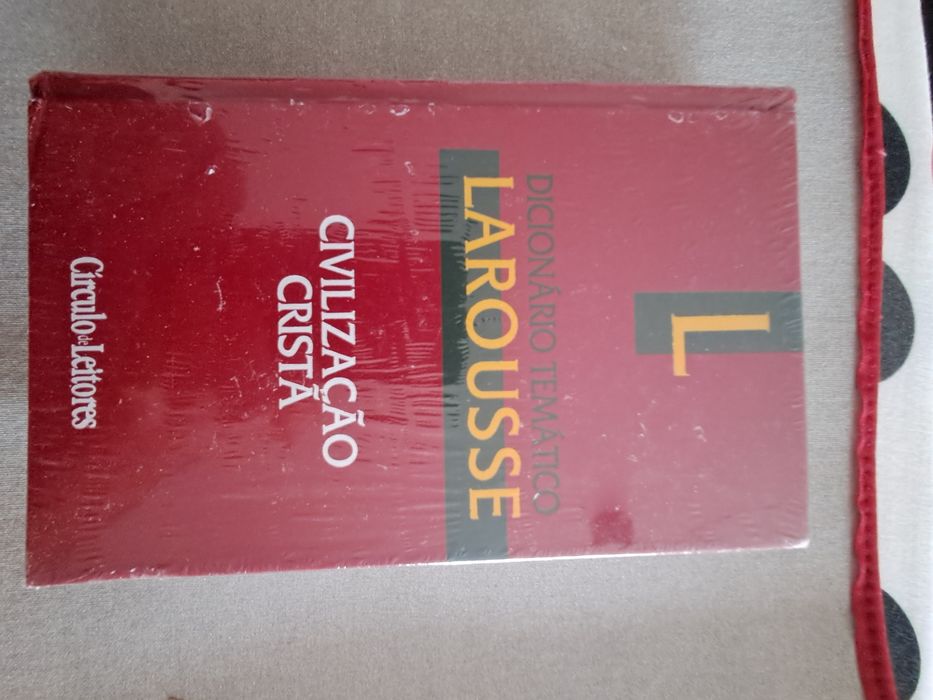 L
DICIONÁRIO TEMÁTICO
LAROUSSE
CIVILIZAÇÃO
CRISTÃ
Círculo de Leitores